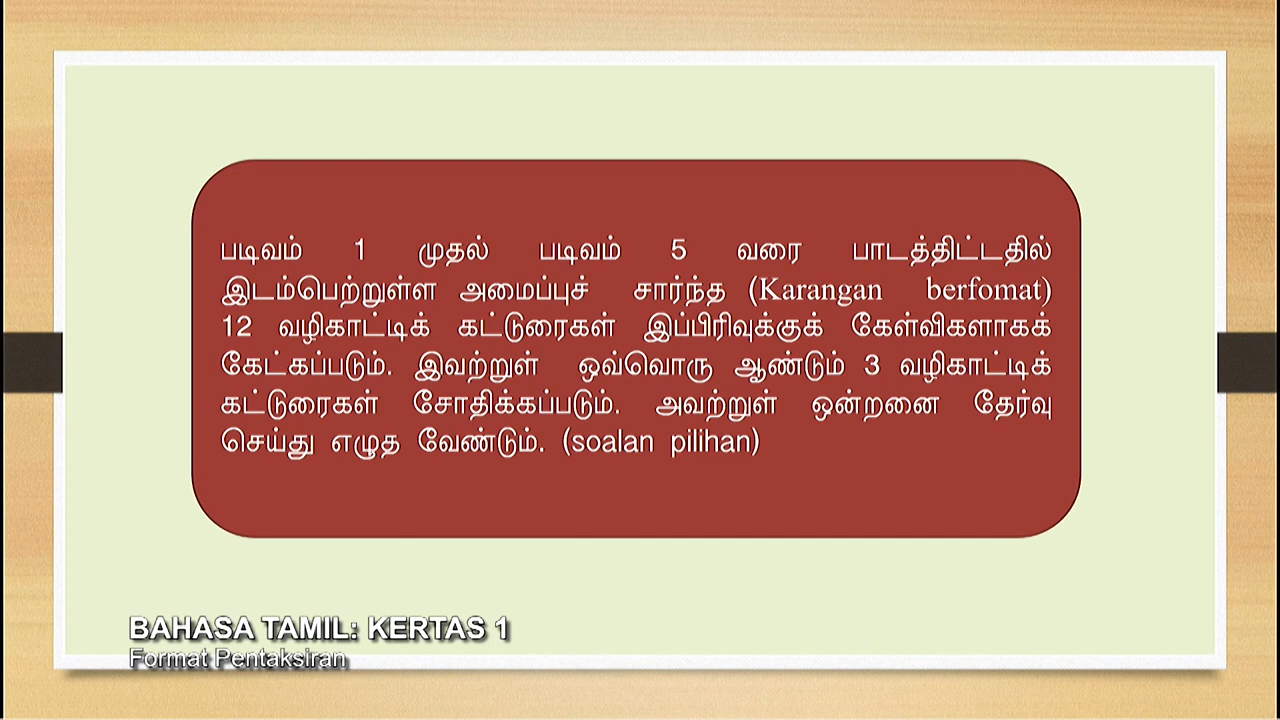 படிவம் 1 முதல் படிவம் 5 வரை பாடத்திட்டதில்
இடம்பெற்றுள்ள அமைப்புச் சார்ந்த (Karangan berfomat)
12 வழிகாட்டிக் கட்டுரைகள் இப்பிரிவுக்குக் கேள்விகளாகக்
கேட்கப்படும். இவற்றுள் ஒவ்வொரு ஆண்டும் 3 வழிகாட்டிக்
கட்டுரைகள் சோதிக்கப்படும். அவற்றுள் ஒன்றனை தேர்வு
செய்து எழுத வேண்டும். (soalan pilihan)
BAHASA TAMIL: KERTAS 1
Format Pentaksiran